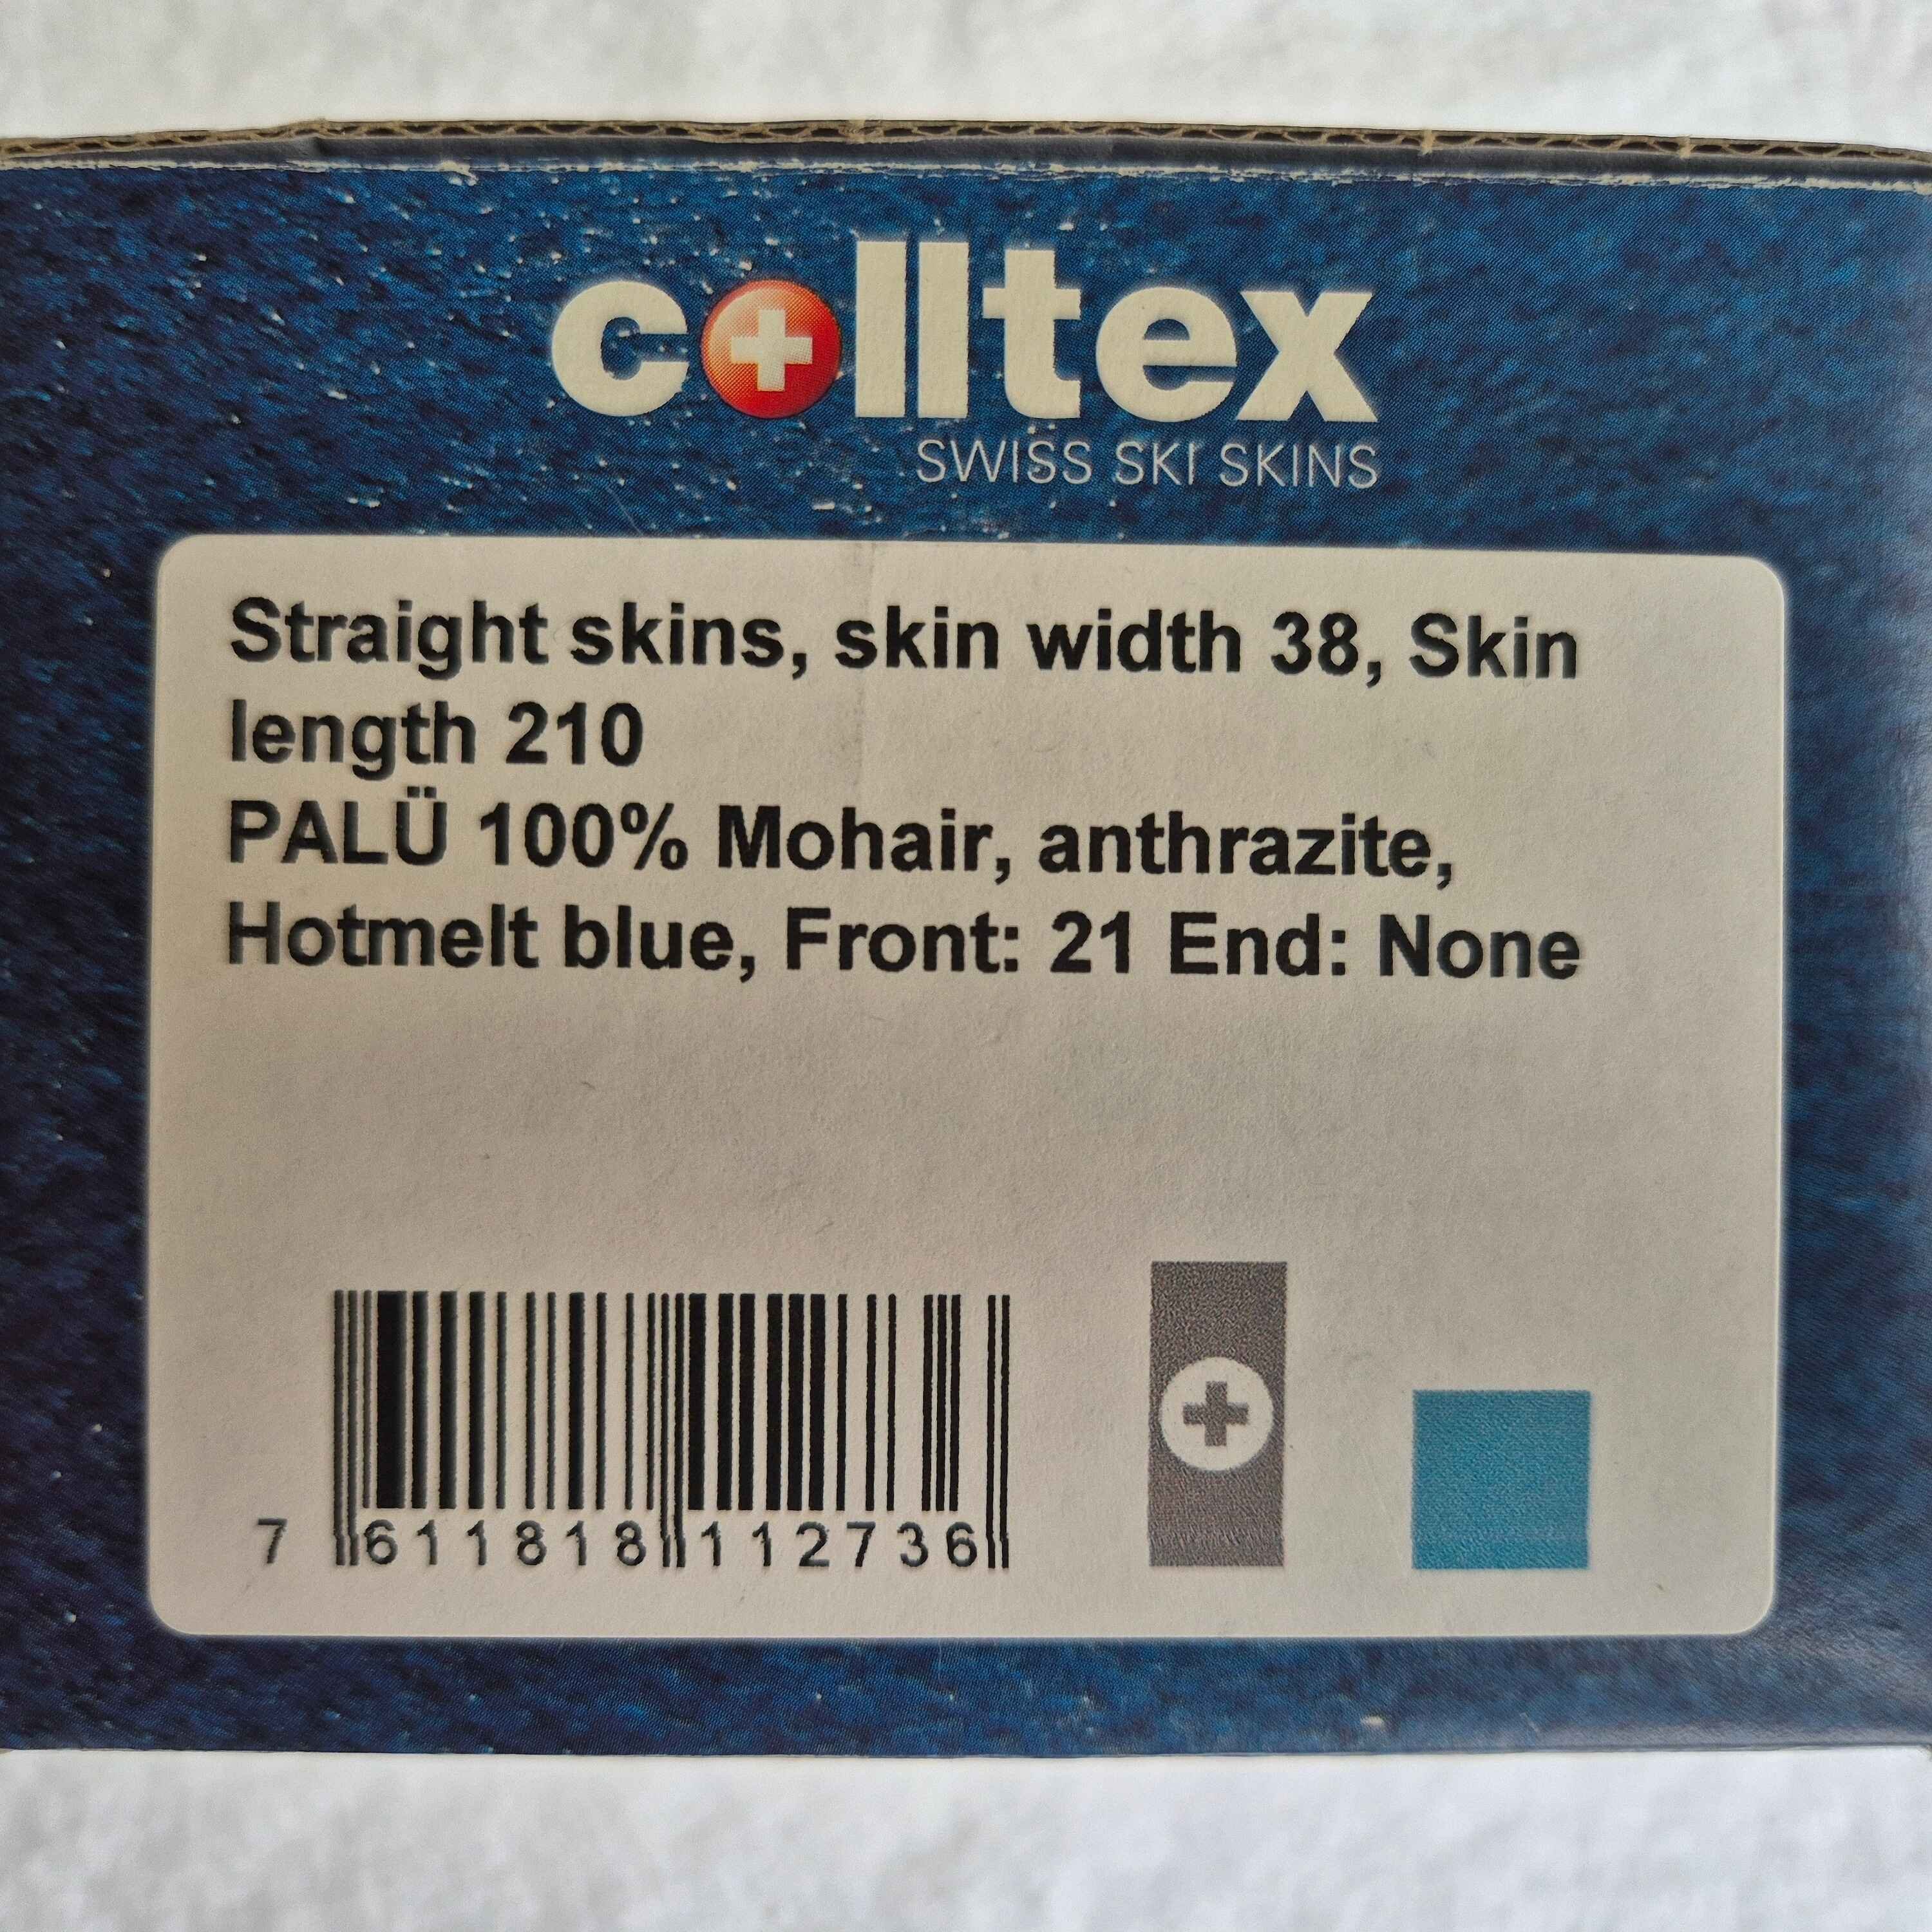 colltex
SWISS SKI SKINS
Straight skins, skin width 38, Skin
length 210
PALÜ 100% Mohair, anthrazite,
Hotmelt blue, Front: 21 End: None
7 611818 112736